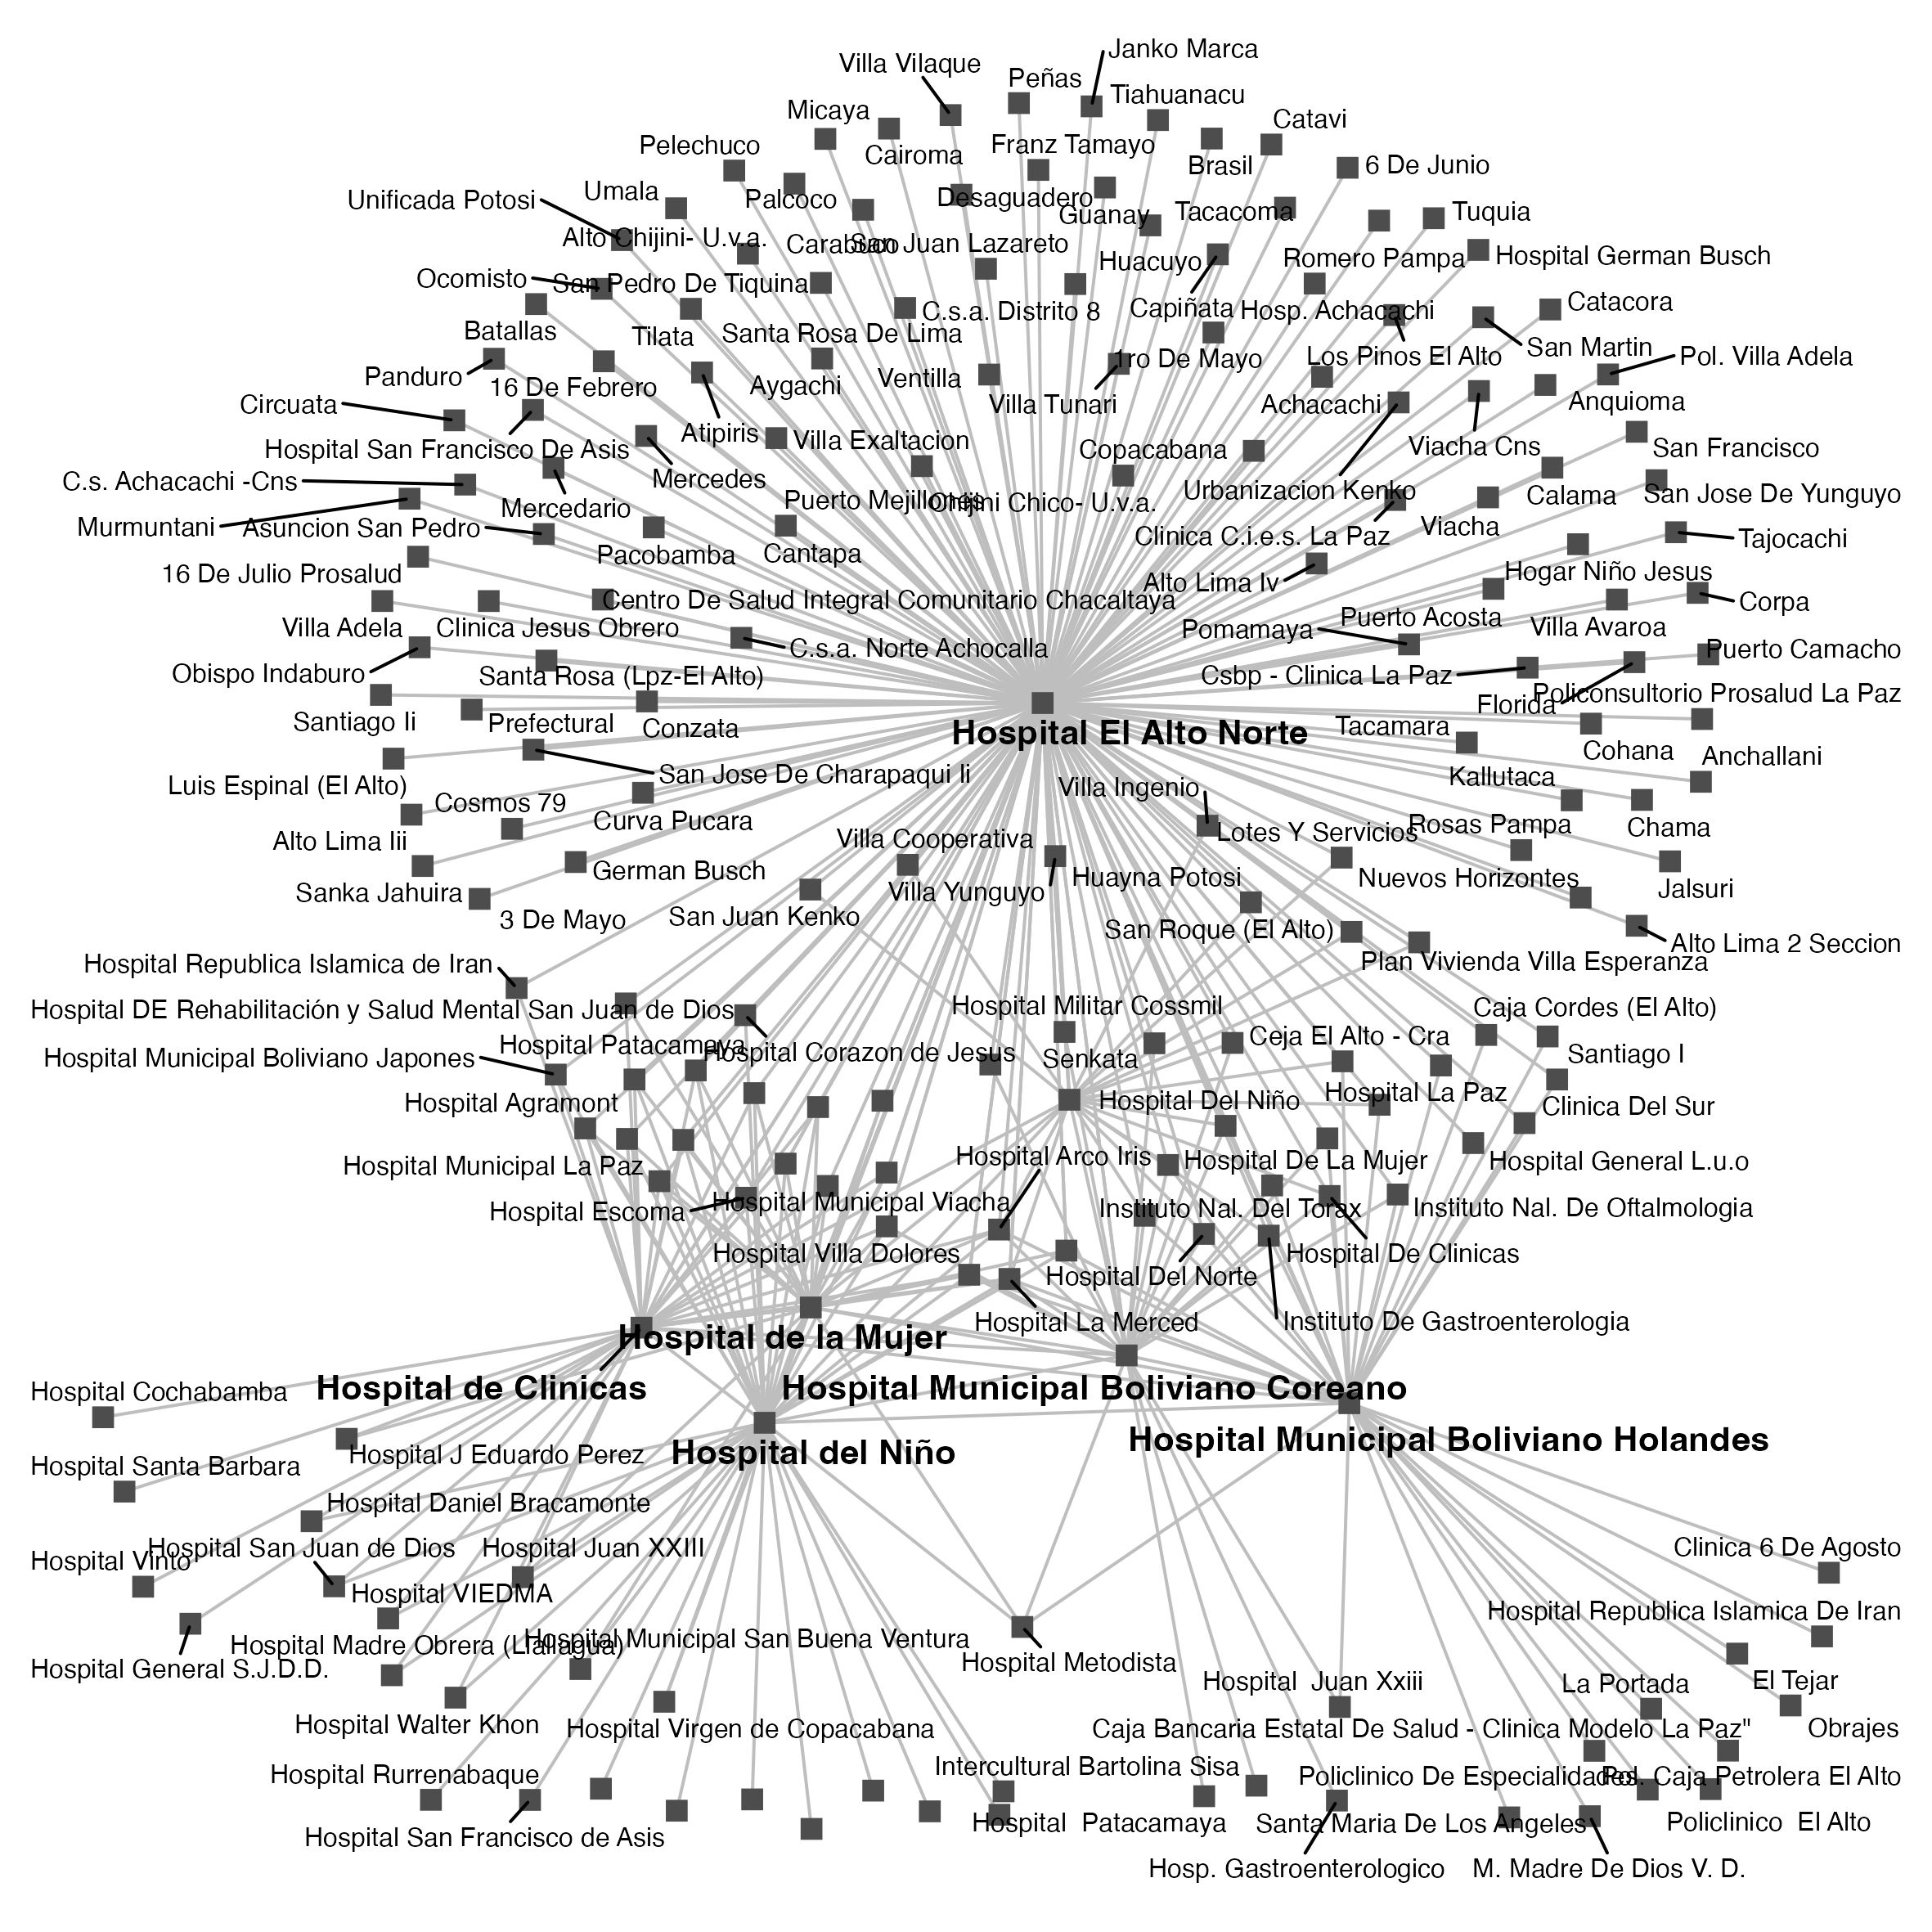 Janko Marca
Villa Vilaque
Peñas
Tiahuanacu
Micaya
Catavi
Pelechuco
Cairoma
Franz Tamayo
Brasil
6 De Junio
Unificada Potosi
Umala
Palcoco
Desaguadero
Guanay
Tacacoma
Tuquia
Alto Chijini- U.v.a.
Carabuco
San Juan Lazareto
Huacuyo
Romero Pampa
Hospital German Busch
Ocomisto
San Pedro De Tiquina
C.s.a. Distrito 8
Capiñata
Hosp. Achacachi
Catacora
Batallas
Tilata
Santa Rosa De Lima
1ro De Mayo
Los Pinos El Alto
San Martin
Pol. Villa Adela
Panduro
16 De Febrero
Aygachi
Ventilla
Villa Tunari
Achacachi
Anquioma
Circuata
Atipiris
Villa Exaltacion
Copacabana
Viacha Cns
San Francisco
Hospital San Francisco De Asis
Mercedes
C.s. Achacachi -Cns
Puerto Mejillones
Chijini Chico- U.v.a.
Urbanizacion Kenko
Calama
San Jose De Yunguyo
Mercedario
Murmuntani
Asuncion San Pedro
Clinica C.i.e.s. La Paz
Viacha
Tajocachi
Pacobamba
Cantapa
16 De Julio Prosalud
Alto Lima Iv
Hogar Niño Jesus
Centro De Salud Integral Comunitario Chacaltaya
Corpa
Villa Adela
Clinica Jesus Obrero
C.s.a. Norte Achocalla
Pomamaya
Puerto Acosta
Villa Avaroa
Puerto Camacho
Obispo Indaburo
Santa Rosa (Lpz-El Alto)
Csbp - Clinica La Paz
Florida
Policonsultorio Prosalud La Paz
Santiago Ii
Prefectural
Conzata
Hospital El Alto Norte
Tacamara
Cohana
Anchallani
Luis Espinal (El Alto)
San Jose De Charapaqui Ii
Villa Ingenio
Kallutaca
Cosmos 79
Curva Pucara
Villa Cooperativa
Lotes Y Servicios
Rosas Pampa
Chama
Alto Lima Iii
German Busch
Villa Yunguyo
Huayna Potosi
Nuevos Horizontes
Jalsuri
Sanka Jahuira
3 De Mayo
San Juan Kenko
San Roque (El Alto)
Alto Lima 2 Seccion
Hospital Republica Islamica de Iran
Plan Vivienda Villa Esperanza
Hospital DE Rehabilitación y Salud Mental San Juan de Dios
Hospital Militar Cossmil
Caja Cordes (El Alto)
Hospital Municipal Boliviano Japones
Hospital Patacamaya
Hospital Corazon de Jesus
Senkata
Ceja El Alto - Cra
Santiago I
Hospital Agramont
Hospital Del Niño
Hospital La Paz
Clinica Del Sur
Hospital Municipal La Paz
Hospital Arco Iris
Hospital De La Mujer
Hospital General L.u.o
Hospital Escoma
Hospital Municipal Viacha
Instituto Nal. Del Torax
Instituto Nal. De Oftalmologia
Hospital Villa Dolores
Hospital Del Norte
Hospital De Clinicas
Hospital La Merced
Instituto De Gastroenterologia
Hospital de la Mujer
Hospital Cochabamba
Hospital de Clinicas
Hospital Municipal Boliviano Coreano
Hospital J Eduardo Perez
Hospital del Niño
Hospital Municipal Boliviano Holandes
Hospital Santa Barbara
Hospital Daniel Bracamonte
Hospital Vinto
Hospital San Juan de Dios
Hospital Juan XXIII
Clinica 6 De Agosto
Hospital VIEDMA
Hospital Republica Islamica De Iran
Hospital Madre Obrera (Llallagua)
Hospital Municipal San Buena Ventura
Hospital General S.J.D.D.
Hospital Metodista
Hospital  Juan Xxiii
La Portada
El Tejar
Hospital Walter Khon
Hospital Virgen de Copacabana
Caja Bancaria Estatal De Salud - Clinica Modelo La Paz"
Obrajes
Hospital Rurrenabaque
Intercultural Bartolina Sisa
Policlinico De Especialidades
Pol. Caja Petrolera El Alto
Hospital San Francisco de Asis
Hospital  Patacamaya
Santa Maria De Los Angeles
Policlinico  El Alto
Hosp. Gastroenterologico
M. Madre De Dios V. D.